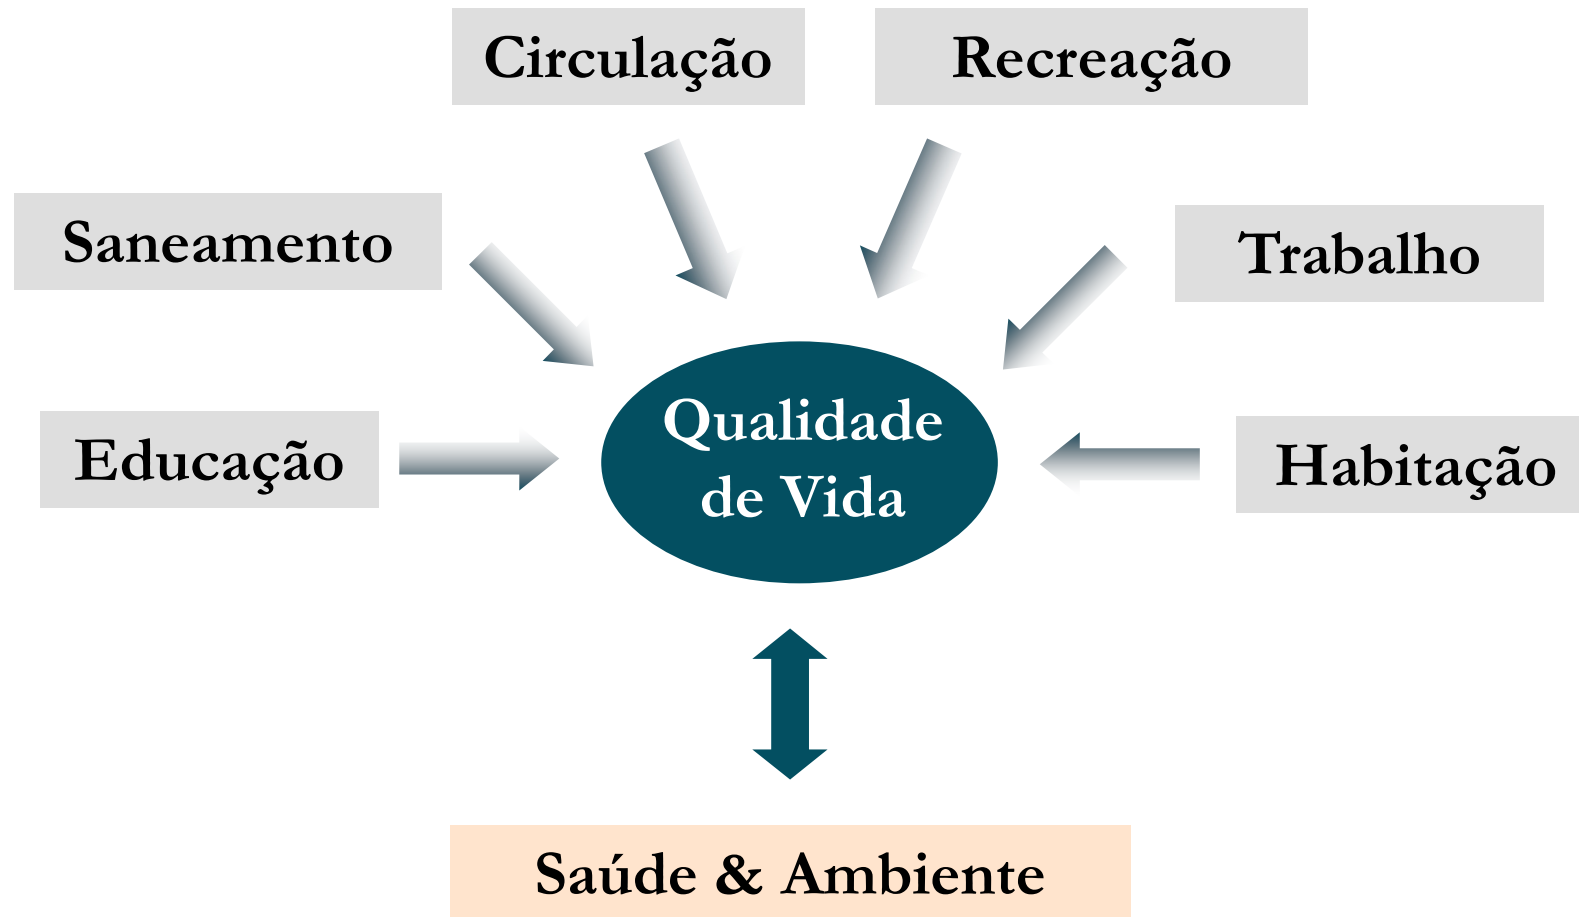 Circulação
Recreação
Saneamento
Trabalho
Educação
Qualidade
de Vida
Habitação
Saúde & Ambiente